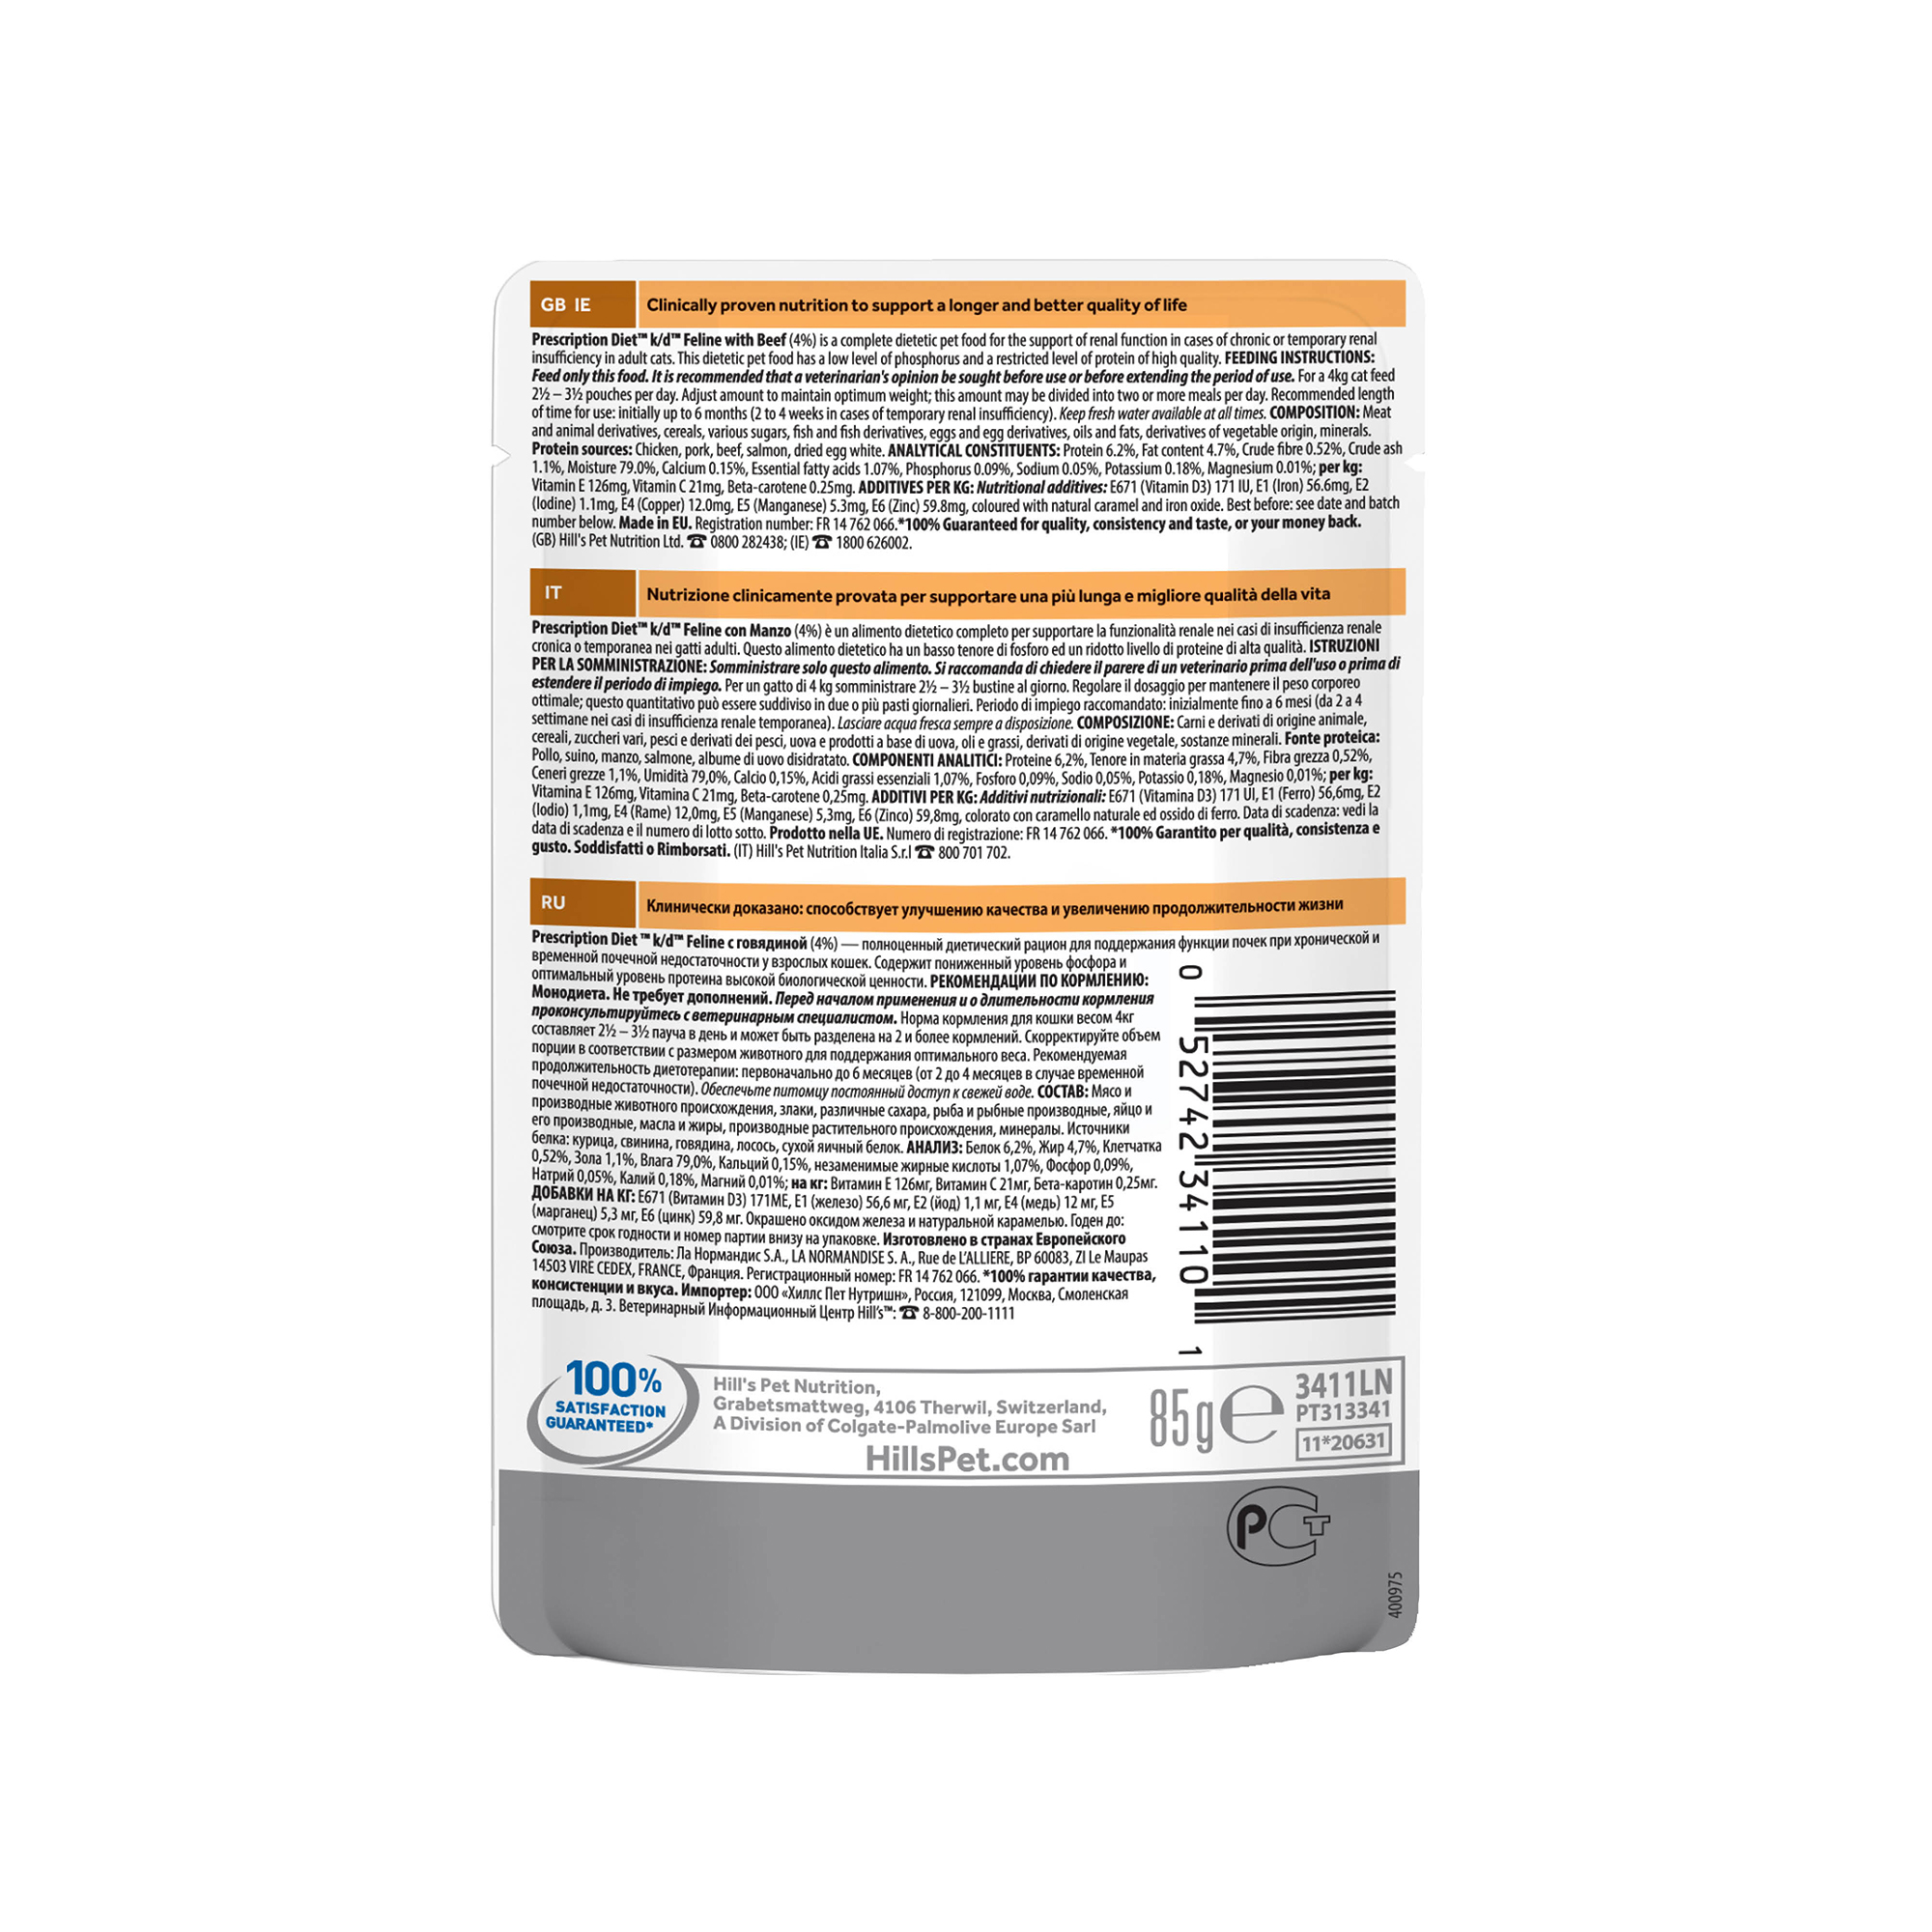 GB IE
Clinically proven nutrition to support a longer and better quality of life
Prescription Diet™ k/d™ Feline with Beef (4%) is a complete dietetic pet food for the support of renal function in cases of chronic or temporary renal
insufficiency in adult cats. This dietetic pet food has a low level of phosphorus and a restricted level of protein of high quality. FEEDING INSTRUCTIONS:
Feed only this food. It is recommended that a veterinarian's opinion be sought before use or before extending the period of use. For a 4kg cat feed
2½ – 3½ pouches per day. Adjust amount to maintain optimum weight; this amount may be divided into two or more meals per day. Recommended length
of time for use: initially up to 6 months (2 to 4 weeks in cases of temporary renal insufficiency). Keep fresh water available at all times. COMPOSITION: Meat
and animal derivatives, cereals, various sugars, fish and fish derivatives, eggs and egg derivatives, oils and fats, derivatives of vegetable origin, minerals.
Protein sources: Chicken, pork, beef, salmon, dried egg white. ANALYTICAL CONSTITUENTS: Protein 6.2%, Fat content 4.7%, Crude fibre 0.52%, Crude ash
1.1%, Moisture 79.0%, Calcium 0.15%, Essential fatty acids 1.07%, Phosphorus 0.09%, Sodium 0.05%, Potassium 0.18%, Magnesium 0.01%; per kg:
Vitamin E 126mg, Vitamin C 21mg, Beta-carotene 0.25mg. ADDITIVES PER KG: Nutritional additives: E671 (Vitamin D3) 171 IU, E1 (Iron) 56.6mg, E2
(Iodine) 1.1mg, E4 (Copper) 12.0mg, E5 (Manganese) 5.3mg, E6 (Zinc) 59.8mg, coloured with natural caramel and iron oxide. Best before: see date and batch
number below. Made in EU. Registration number: FR 14 762 066.*100% Guaranteed for quality, consistency and taste, or your money back.
(GB) Hill's Pet Nutrition Ltd. ☎ 0800 282438; (IE) ☎ 1800 626002.
IT
Nutrizione clinicamente provata per supportare una più lunga e migliore qualità della vita
Prescription Diet™ k/d™ Feline con Manzo (4%) è un alimento dietetico completo per supportare la funzionalità renale nei casi di insufficienza renale
cronica o temporanea nei gatti adulti. Questo alimento dietetico ha un basso tenore di fosforo ed un ridotto livello di proteine di alta qualità. ISTRUZIONI
PER LA SOMMINISTRAZIONE: Somministrare solo questo alimento. Si raccomanda di chiedere il parere di un veterinario prima dell'uso o prima di
estendere il periodo di impiego. Per un gatto di 4 kg somministrare 2½ – 3½ bustine al giorno. Regolare il dosaggio per mantenere il peso corporeo
ottimale; questo quantitativo può essere suddiviso in due o più pasti giornalieri. Periodo di impiego raccomandato: inizialmente fino a 6 mesi (da 2 a 4
settimane nei casi di insufficienza renale temporanea). Lasciare acqua fresca sempre a disposizione. COMPOSIZIONE: Carni e derivati di origine animale,
cereali, zuccheri vari, pesci e derivati dei pesci, uova e prodotti a base di uova, oli e grassi, derivati di origine vegetale, sostanze minerali. Fonte proteica:
Pollo, suino, manzo, salmone, albume di uovo disidratato. COMPONENTI ANALITICI: Proteine 6,2%, Tenore in materia grassa 4,7%, Fibra grezza 0,52%,
Ceneri grezze 1,1%, Umidità 79,0%, Calcio 0,15%, Acidi grassi essenziali 1,07%, Fosforo 0,09%, Sodio 0,05%, Potassio 0,18%, Magnesio 0,01%; per kg:
Vitamina E 126mg, Vitamina C 21mg, Beta-carotene 0,25mg. ADDITIVI PER KG: Additivi nutrizionali: E671 (Vitamina D3) 171 UI, E1 (Ferro) 56,6mg, E2
(Iodio) 1,1mg, E4 (Rame) 12,0mg, E5 (Manganese) 5,3mg, E6 (Zinco) 59,8mg, colorato con caramello naturale ed ossido di ferro. Data di scadenza: vedi la
data di scadenza e il numero di lotto sotto. Prodotto nella UE. Numero di registrazione: FR 14 762 066. *100% Garantito per qualità, consistenza e
gusto. Soddisfatti o Rimborsati. (IT) Hill's Pet Nutrition Italia S.r.l ☎ 800 701 702.
RU
Клинически доказано: способствует улучшению качества и увеличению продолжительности жизни
Prescription Diet ™ k/d™ Feline с говядиной (4%) — полноценный диетический рацион для поддержания функции почек при хронической и
временной почечной недостаточности у взрослых кошек. Содержит пониженный уровень фосфора и
оптимальный уровень протеина высокой биологической ценности. РЕКОМЕНДАЦИИ ПО КОРМЛЕНИЮ:
Монодиета. Не требует дополнений. Перед началом применения и о длительности кормления
проконсультируйтесь с ветеринарным специалистом. Норма кормления для кошки весом 4кг
составляет 2½ – 3½ пауча в день и может быть разделена на 2 и более кормлений. Скорректируйте объем
порции в соответствии с размером животного для поддержания оптимального веса. Рекомендуемая
продолжительность диетотерапии: первоначально до 6 месяцев (от 2 до 4 месяцев в случае временной
почечной недостаточности). Обеспечьте питомцу постоянный доступ к свежей воде. СОСТАВ: Мясо и
производные животного происхождения, злаки, различные сахара, рыба и рыбные производные, яйцо и
его производные, масла и жиры, производные растительного происхождения, минералы. Источники
белка: курица, свинина, говядина, лосось, сухой яичный белок. АНАЛИЗ: Белок 6,2%, Жир 4,7%, Клетчатка
0,52%, Зола 1,1%, Влага 79,0%, Кальций 0,15%, незаменимые жирные кислоты 1,07%, Фосфор 0,09%,
Натрий 0,05%, Калий 0,18%, Магний 0,01%; на кг: Витамин Е 126мг, Витамин С 21мг, Бета-каротин 0,25мг.
ДОБАВКИ НА КГ: E671 (Витамин D3) 171МЕ, E1 (железо) 56,6 мг, E2 (йод) 1,1 мг, E4 (медь) 12 мг, E5
(марганец) 5,3 мг, E6 (цинк) 59,8 мг. Окрашено оксидом железа и натуральной карамелью. Годен до:
смотрите срок годности и номер партии внизу на упаковке. Изготовлено в странах Европейского
Союза. Производитель: Ла Нормандис S.A., LA NORMANDISE S. A., Rue de L'ALLIERE, BP 60083, ZI Le Maupas
14503 VIRE CEDEX, FRANCE, Франция. Регистрационный номер: FR 14 762 066. *100% гарантии качества,
консистенции и вкуса. Импортер: ООО «Хиллс Пет Нутришн», Россия, 121099, Москва, Смоленская
площадь, д. 3. Ветеринарный Информационный Центр Hill's™: ☎ 8-800-200-1111
0 52742 34110 1
100%
SATISFACTION
GUARANTEED*
Hill's Pet Nutrition,
Grabetsmattweg, 4106 Therwil, Switzerland,
A Division of Colgate-Palmolive Europe Sarl
HillsPet.com
85g e
3411LN
PT313341
11*20631
РСТ
400975